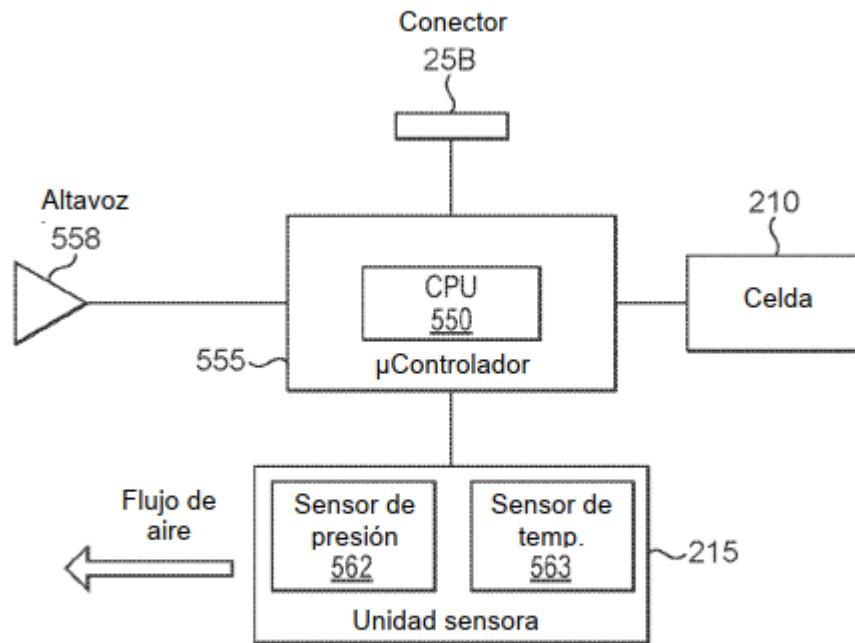 Conector
25B
Altavoz
558
210
CPU
550
Celda
555
µControlador
Flujo de
aire
Sensor de
presión
562
Sensor de
temp.
563
215
Unidad sensora